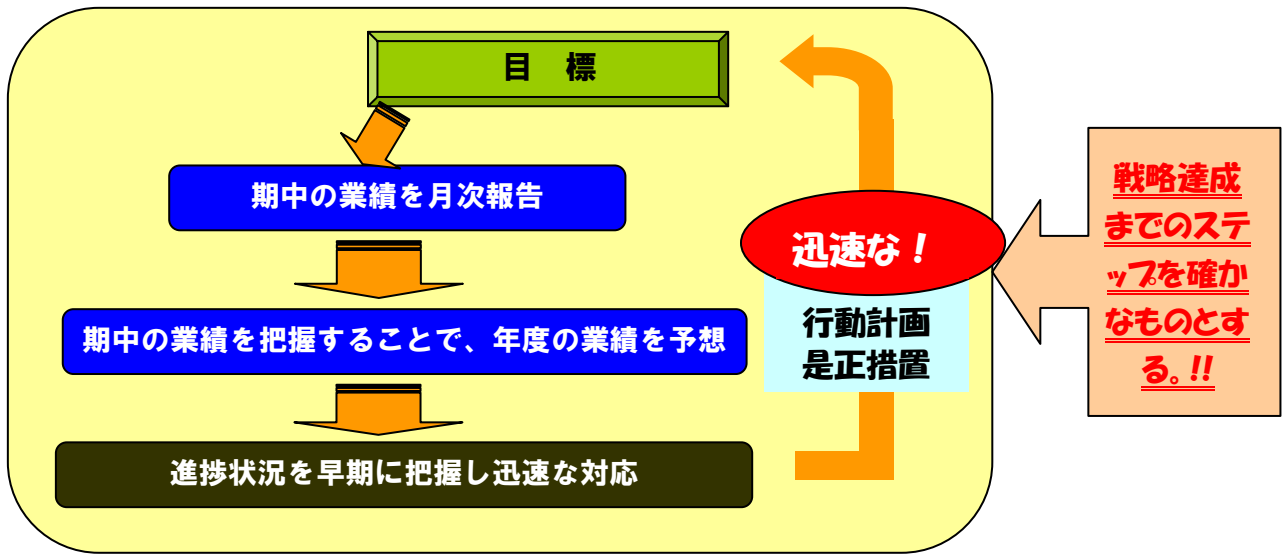 目　標
期中の業績を月次報告
期中の業績を把握することで、年度の業績を予想
進捗状況を早期に把握し迅速な対応
迅速な！
行動計画
是正措置
戦略達成
までのステ
ップを確か
なものとす
る。!!